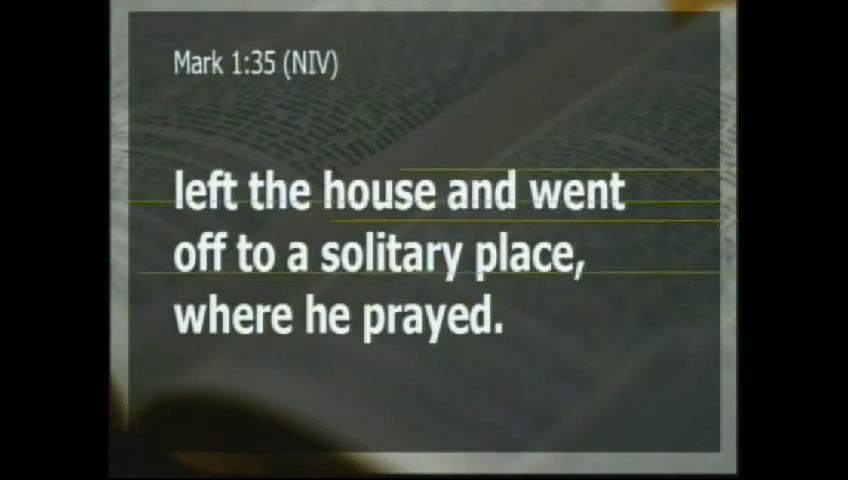 Mark 1:35 (NIV)
left the house and went
off to a solitary place,
where he prayed.